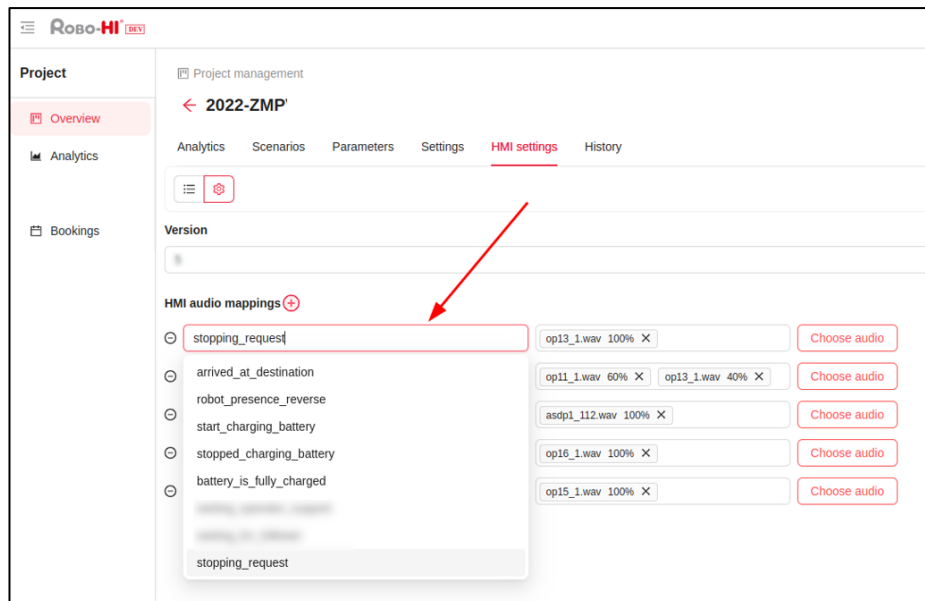 ROBO-HI DEV
Project
Project management
2022-ZMP
Overview
Analytics Scenarios Parameters Settings HMI settings History
Analytics
Bookings
Version
HMI audio mappings
stopping_request op13_1.wav 100% Choose audio
arrived_at_destination op11_1.wav 60% op13_1.wav 40% Choose audio
robot_presence_reverse
start_charging_battery asdp1_112.wav 100% Choose audio
stopped_charging_battery op16_1.wav 100% Choose audio
battery_is_fully_charged op15_1.wav 100% Choose audio
stopping_request